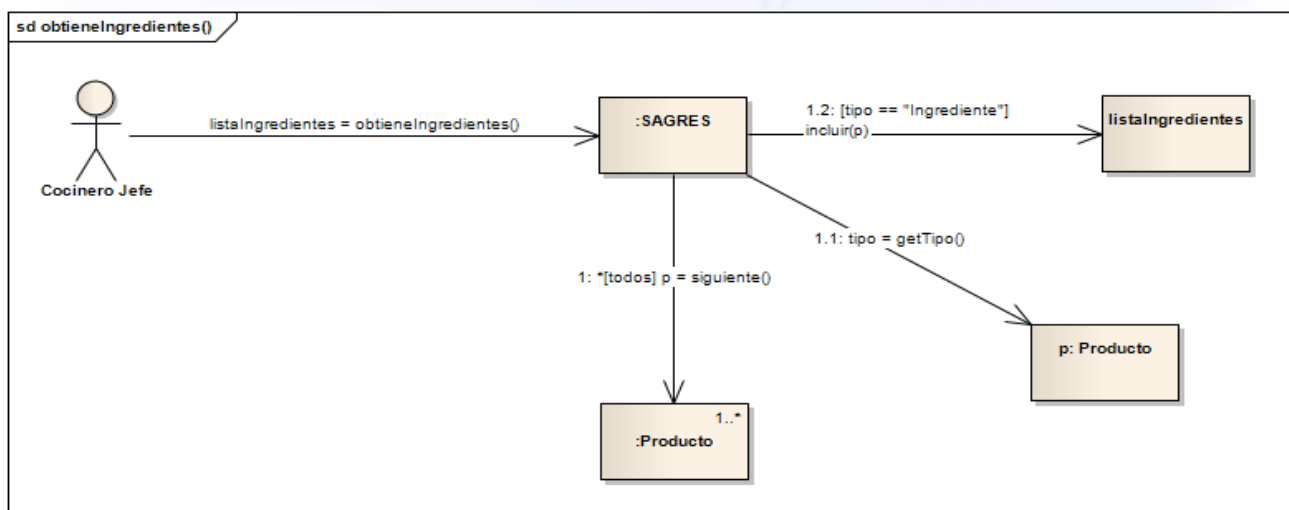 sd obtieneIngredientes()
Cocinero Jefe
listaIngredientes = obtieneIngredientes()
:SAGRES
1.2: [tipo == "Ingrediente"]
incluir(p)
listaIngredientes
1.1: tipo = getTipo()
1: *[todos] p = siguiente()
p: Producto
1..*
:Producto